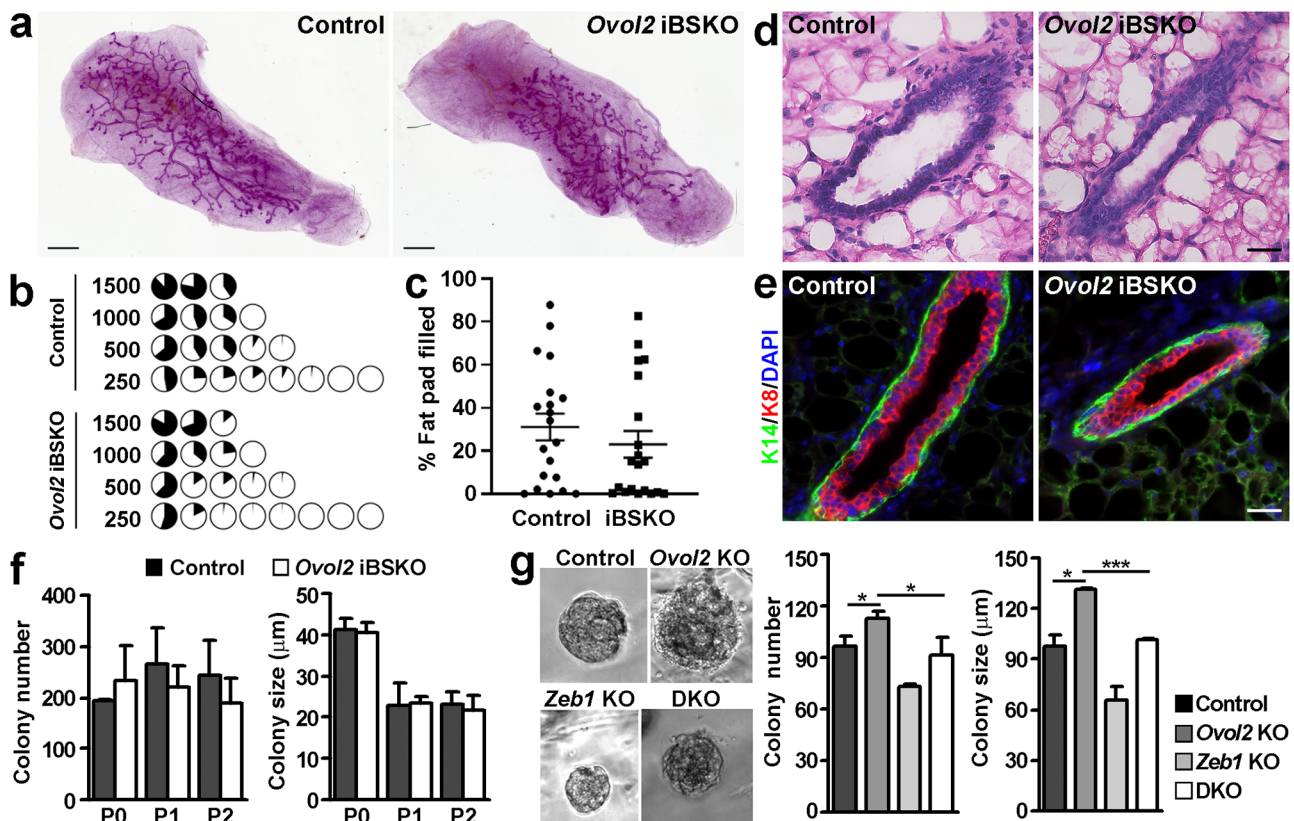 a
Control
Ovol2 iBSKO
b
Control
1500
1000
500
250
Ovol2 iBSKO
1500
1000
500
250
c
% Fat pad filled
100
80
60
40
20
0
Control iBSKO
d
Control
Ovol2 iBSKO
e
K14/K8/DAPI
Control
Ovol2 iBSKO
f
Control Ovol2 iBSKO
Colony number
400
300
200
100
0
P0 P1 P2
Colony size (μm)
50
40
30
20
10
0
P0 P1 P2
g
Control Ovol2 KO
Zeb1 KO DKO
Colony number
150
120
90
60
30
0
* *
Colony size (μm)
150
120
90
60
30
0
* ***
Control
Ovol2 KO
Zeb1 KO
DKO